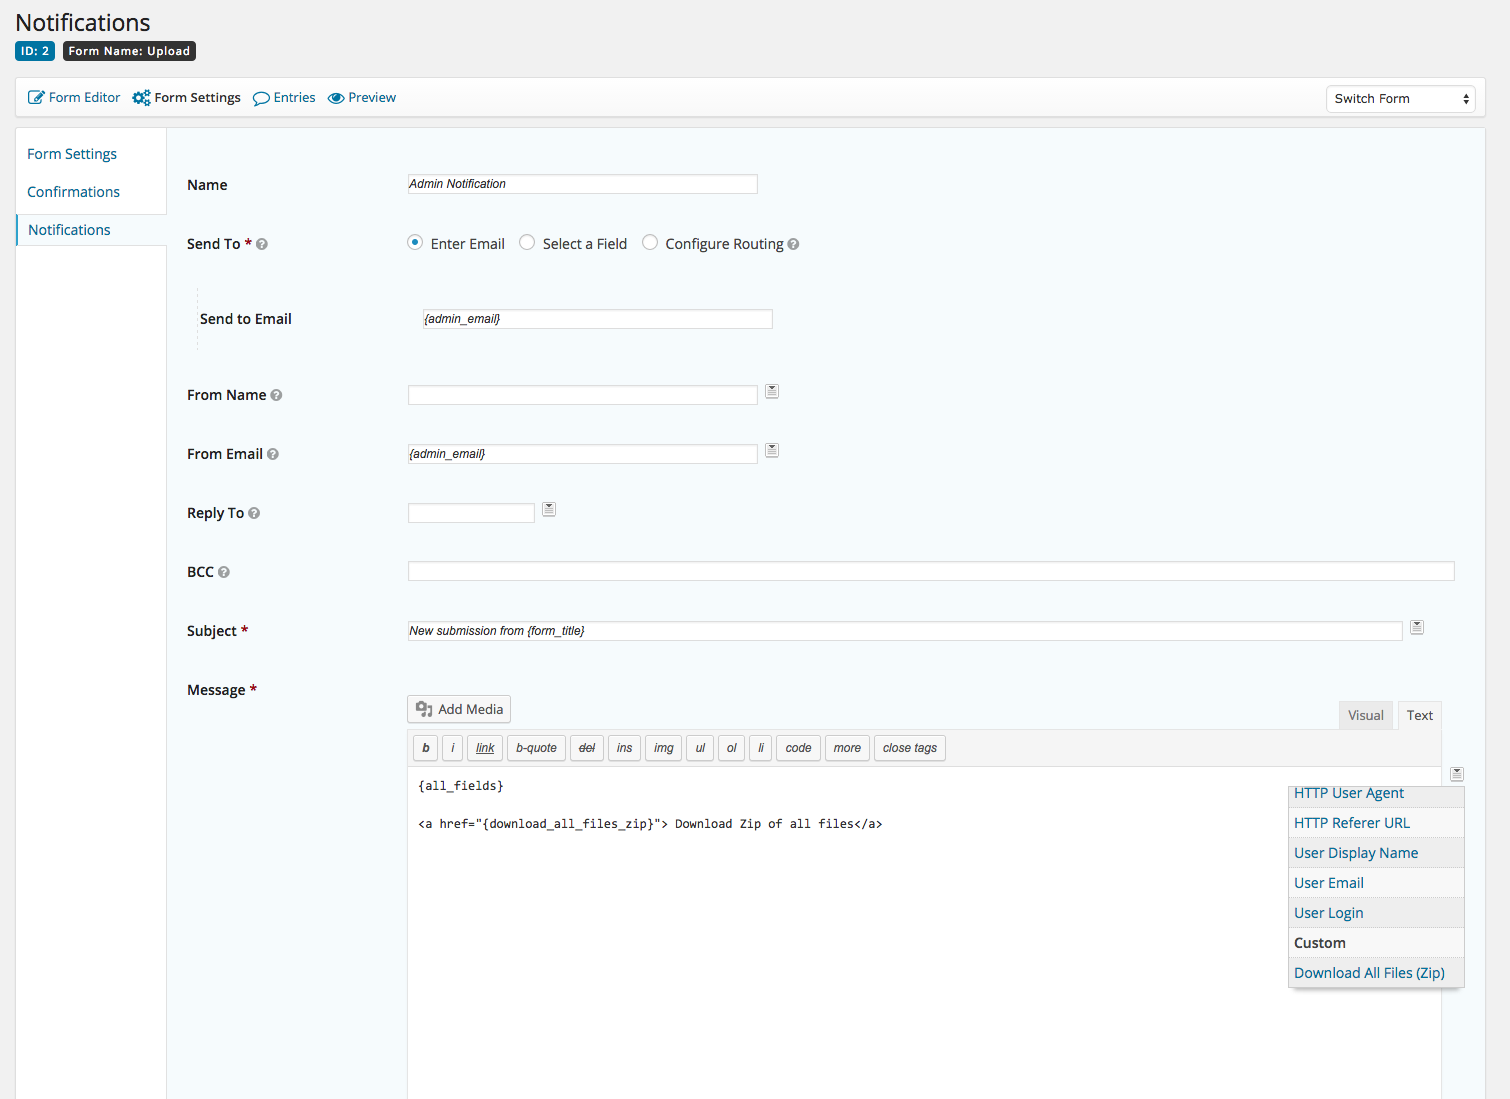 Notifications
ID: 2 Form Name: Upload
Form Editor Form Settings Entries Preview Switch Form
Form Settings
Confirmations
Notifications
Name Admin Notification
Send To * Enter Email Select a Field Configure Routing
Send to Email {admin_email}
From Name
From Email {admin_email}
Reply To
BCC
Subject * New submission from {form_title}
Message *
Add Media Visual Text
b i link b-quote del ins img ul ol li code more close tags
{all_fields}
<a href="{download_all_files_zip}"> Download Zip of all files</a>
HTTP User Agent
HTTP Referer URL
User Display Name
User Email
User Login
Custom
Download All Files (Zip)